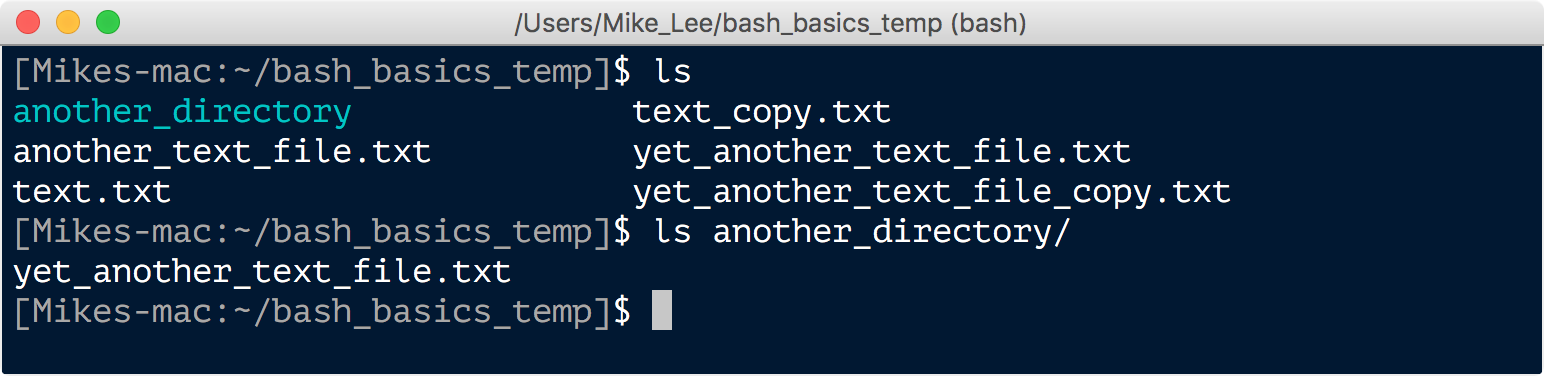 /Users/Mike_Lee/bash_basics_temp (bash)
[Mikes-mac:~/bash_basics_temp]$ ls
another_directory              text_copy.txt
another_text_file.txt          yet_another_text_file.txt
text.txt                       yet_another_text_file_copy.txt
[Mikes-mac:~/bash_basics_temp]$ ls another_directory/
yet_another_text_file.txt
[Mikes-mac:~/bash_basics_temp]$